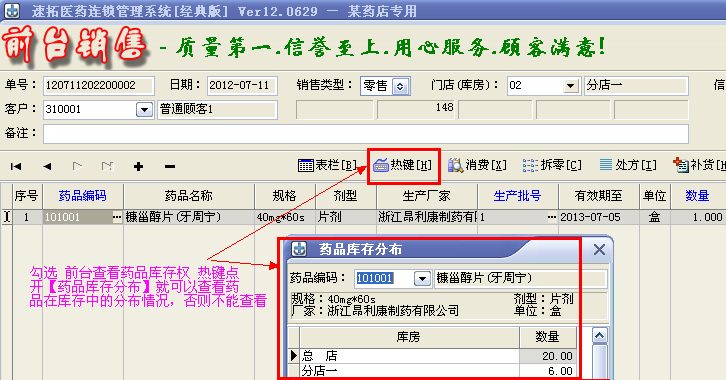 速拓医药连锁管理系统[经典版] Ver12.0629 － 某药店专用
前台销售 - 质量第一.信誉至上.用心服务.顾客满意!
单号: 120711202200002 日期: 2012-07-11 销售类型: 零售 门店(库房): 02 分店一 信
客户: 310001 普通顾客1 148
备注:
表栏[B] 热键[H] 消费[X] 拆零[C] 处方[I] 补货[H
序号 药品编码 药品名称 规格 剂型 生产厂家 生产批号 有效期至 单位 数量
1 101001 糠甾醇片(牙周宁) 40mg*60s 片剂 浙江昂利康制药有 1 2013-07-05 盒 1.000
勾选 前台查看药品库存权 热键点
开【药品库存分布】就可以查看药
品在库存中的分布情况，否则不能查看
药品库存分布
药品编码: 101001 糠甾醇片(牙周宁)
规格:40mg*60s 剂型:片剂
厂家:浙江昂利康制药有限公司 单位:盒
库房 数量
总 店 20.00
分店一 6.00